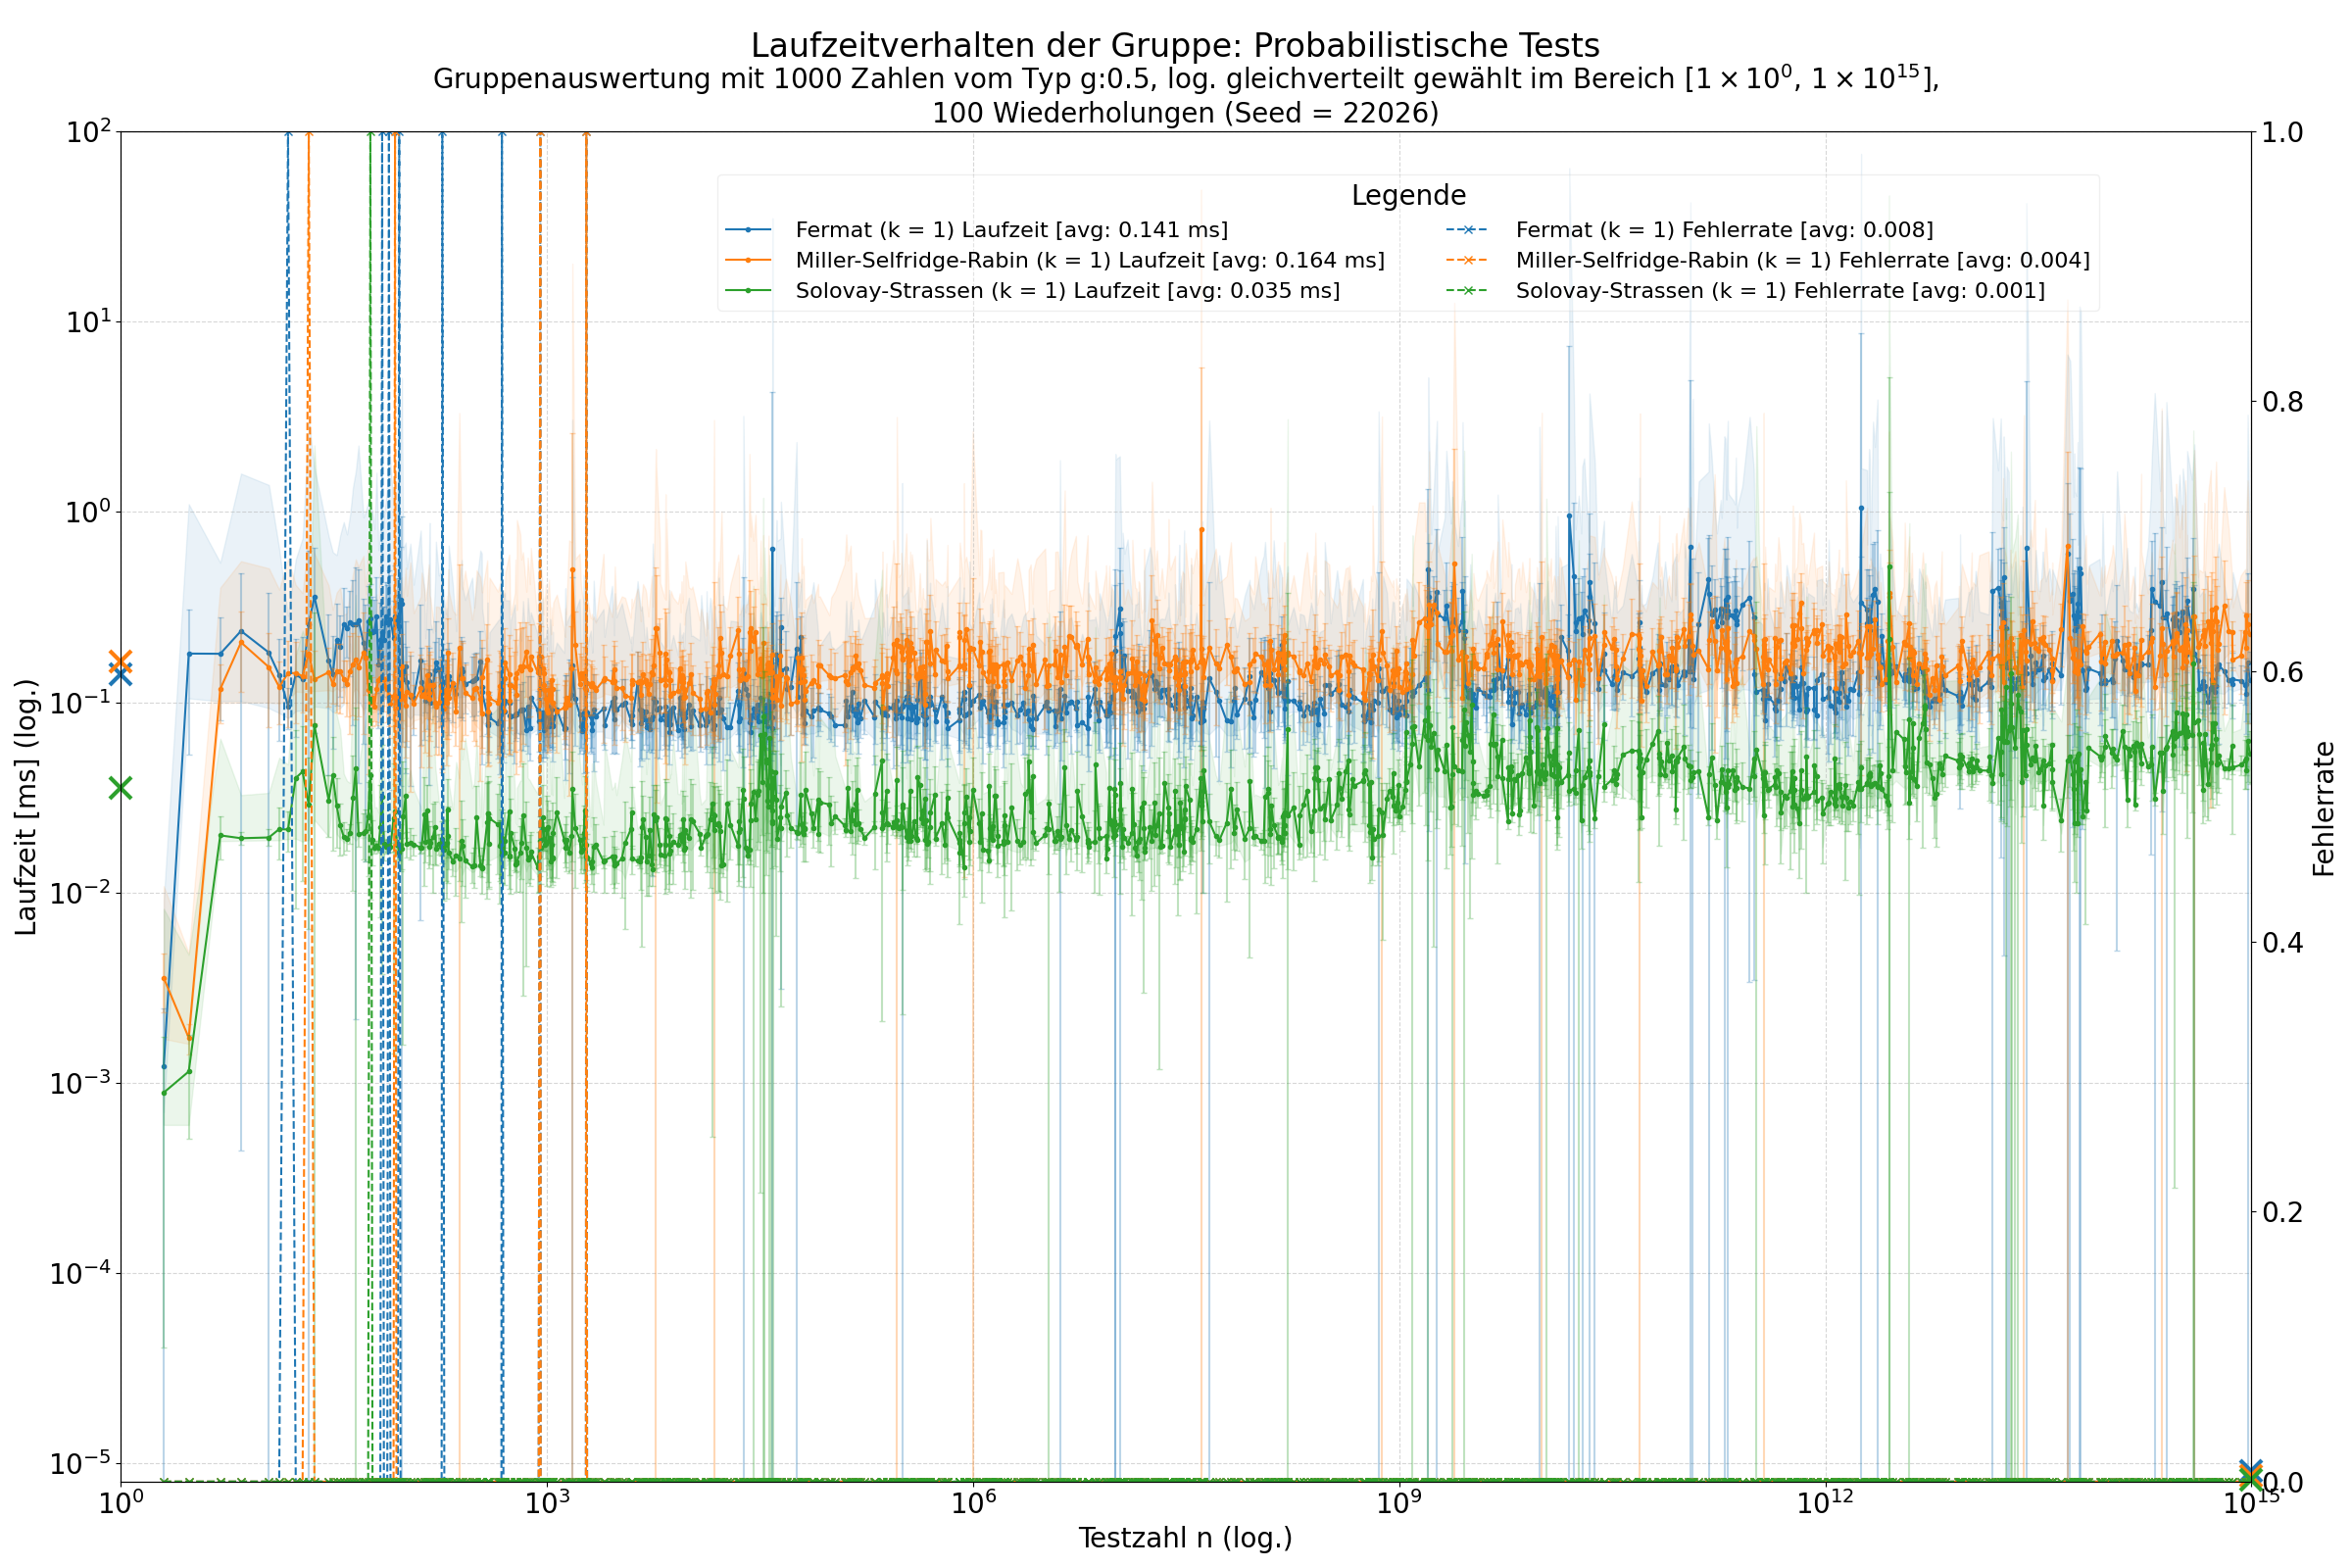 Laufzeitverhalten der Gruppe: Probabilistische Tests
Gruppenauswertung mit 1000 Zahlen vom Typ g:0.5, log. gleichverteilt gewählt im Bereich [1 × 10⁰, 1 × 10¹⁵],
100 Wiederholungen (Seed = 22026)
Legende
Fermat (k = 1) Laufzeit [avg: 0.141 ms]
Miller-Selfridge-Rabin (k = 1) Laufzeit [avg: 0.164 ms]
Solovay-Strassen (k = 1) Laufzeit [avg: 0.035 ms]
Fermat (k = 1) Fehlerrate [avg: 0.008]
Miller-Selfridge-Rabin (k = 1) Fehlerrate [avg: 0.004]
Solovay-Strassen (k = 1) Fehlerrate [avg: 0.001]
Laufzeit [ms] (log.)
10²
10¹
10⁰
10⁻¹
10⁻²
10⁻³
10⁻⁴
10⁻⁵
Fehlerrate
1.0
0.8
0.6
0.4
0.2
0.0
10⁰
10³
10⁶
10⁹
10¹²
10¹⁵
Testzahl n (log.)